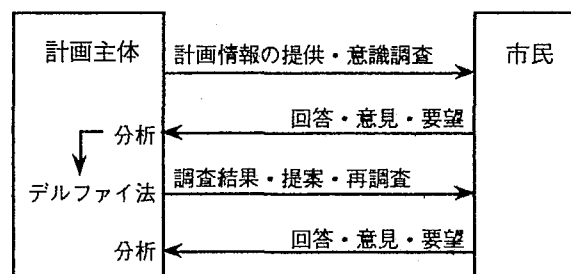 計画主体
計画情報の提供・意識調査
市民
回答・意見・要望
分析
デルファイ法
調査結果・提案・再調査
回答・意見・要望
分析